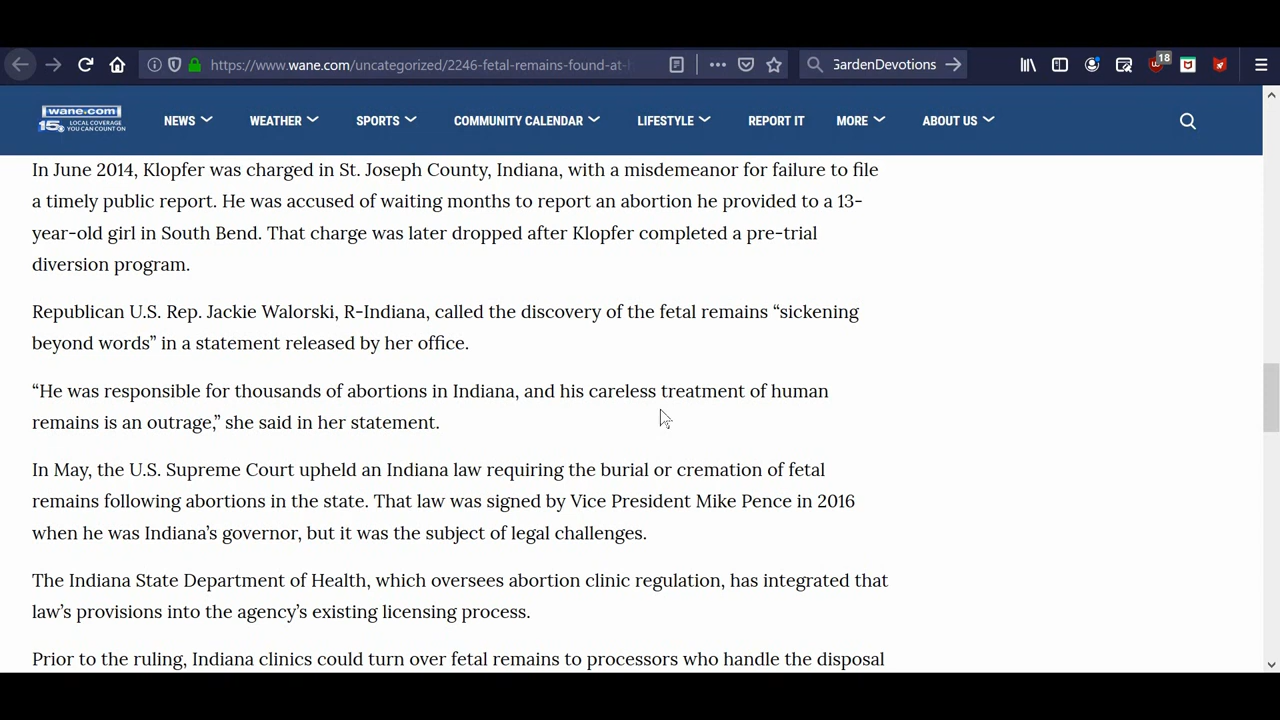 https://www.wane.com/uncategorized/2246-fetal-remains-found-at-h
GardenDevotions
18
wane.com
15 LOCAL COVERAGE
YOU CAN COUNT ON
NEWS
WEATHER
SPORTS
COMMUNITY CALENDAR
LIFESTYLE
REPORT IT
MORE
ABOUT US
In June 2014, Klopfer was charged in St. Joseph County, Indiana, with a misdemeanor for failure to file
a timely public report. He was accused of waiting months to report an abortion he provided to a 13-
year-old girl in South Bend. That charge was later dropped after Klopfer completed a pre-trial
diversion program.
Republican U.S. Rep. Jackie Walorski, R-Indiana, called the discovery of the fetal remains “sickening
beyond words” in a statement released by her office.
“He was responsible for thousands of abortions in Indiana, and his careless treatment of human
remains is an outrage,” she said in her statement.
In May, the U.S. Supreme Court upheld an Indiana law requiring the burial or cremation of fetal
remains following abortions in the state. That law was signed by Vice President Mike Pence in 2016
when he was Indiana’s governor, but it was the subject of legal challenges.
The Indiana State Department of Health, which oversees abortion clinic regulation, has integrated that
law’s provisions into the agency’s existing licensing process.
Prior to the ruling, Indiana clinics could turn over fetal remains to processors who handle the disposal